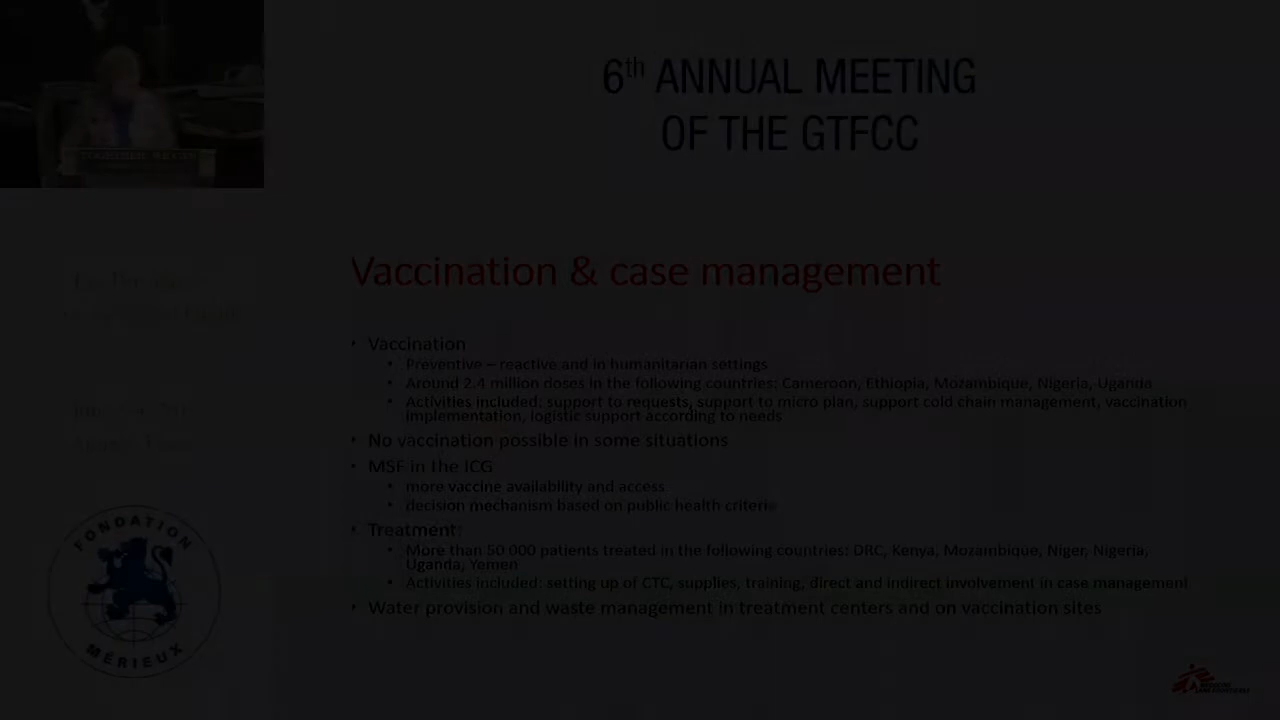 6th ANNUAL MEETING
OF THE GTFCC
Vaccination & case management
• Vaccination
• Preventive – reactive and in humanitarian settings
• Around 2.4 million doses in the following countries: Cameroon, Ethiopia, Mozambique, Nigeria, Uganda
• Activities included: support to requests, support to micro plan, support cold chain management, vaccination
implementation, logistic support according to needs
• No vaccination possible in some situations
• MSF in the ICG
• more vaccine availability and access
• decision mechanism based on public health criteria
• Treatment:
• More than 50 000 patients treated in the following countries: DRC, Kenya, Mozambique, Niger, Nigeria,
Uganda, Yemen
• Activities included: setting up of CTC, supplies, training, direct and indirect involvement in case management
• Water provision and waste management in treatment centers and on vaccination sites
FONDATION
MÉRIEUX